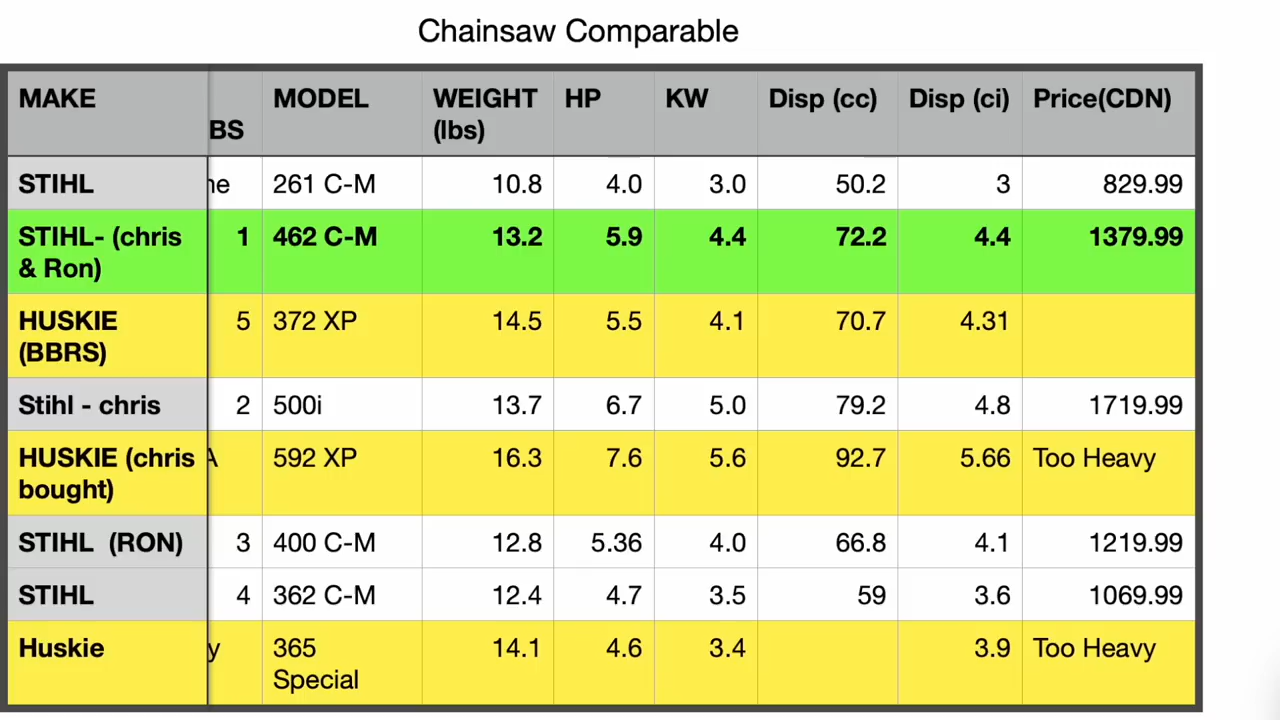 Chainsaw Comparable
MAKE BS MODEL WEIGHT (lbs) HP KW Disp (cc) Disp (ci) Price(CDN)
STIHL 261 C-M 10.8 4.0 3.0 50.2 3 829.99
STIHL- (chris & Ron) 1 462 C-M 13.2 5.9 4.4 72.2 4.4 1379.99
HUSKIE (BBRS) 5 372 XP 14.5 5.5 4.1 70.7 4.31
Stihl - chris 2 500i 13.7 6.7 5.0 79.2 4.8 1719.99
HUSKIE (chris bought) 592 XP 16.3 7.6 5.6 92.7 5.66 Too Heavy
STIHL (RON) 3 400 C-M 12.8 5.36 4.0 66.8 4.1 1219.99
STIHL 4 362 C-M 12.4 4.7 3.5 59 3.6 1069.99
Huskie y 365 Special 14.1 4.6 3.4 3.9 Too Heavy